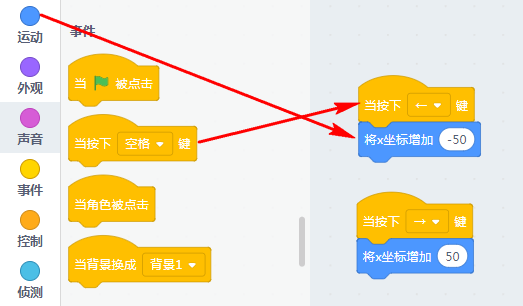 运动
外观
声音
事件
控制
侦测
事件
当 被点击
当按下 空格 键
当角色被点击
当背景换成 背景1
当按下 ← 键
将x坐标增加 -50
当按下 → 键
将x坐标增加 50